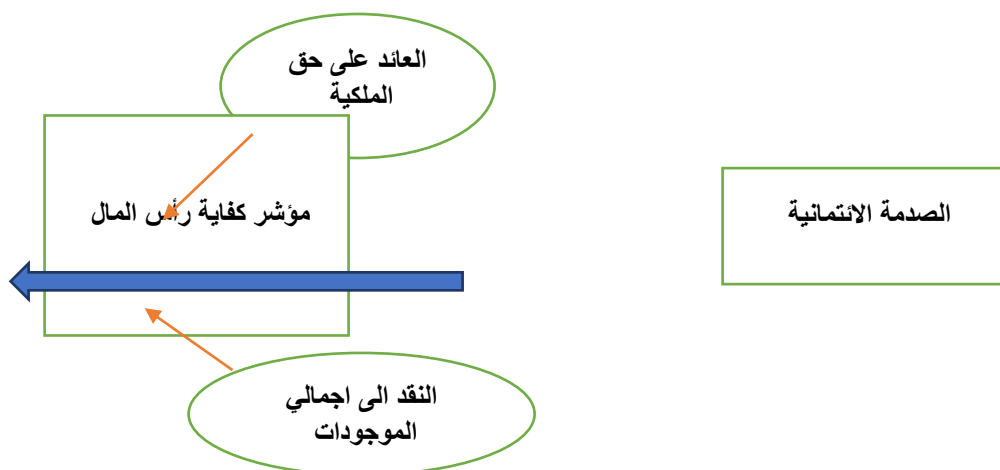 العائد على حق
الملكية
الصدمة الائتمانية
مؤشر كفاية رأس المال
النقد الى اجمالي
الموجودات